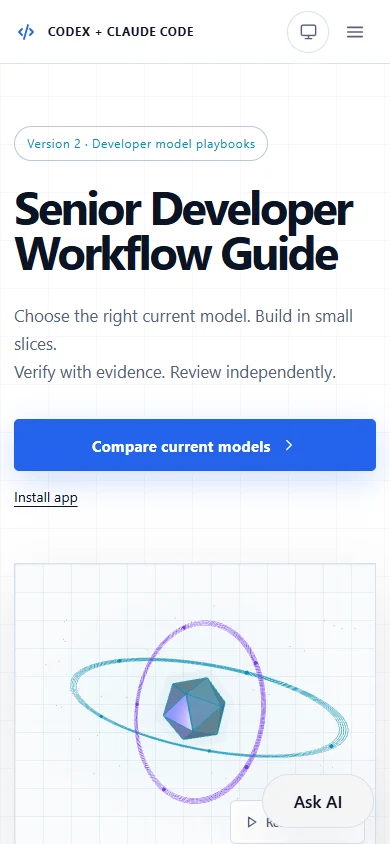 CODEX + CLAUDE CODE
Version 2 · Developer model playbooks
Senior Developer
Workflow Guide
Choose the right current model. Build in small
slices.
Verify with evidence. Review independently.
Compare current models
Install app
Ask AI